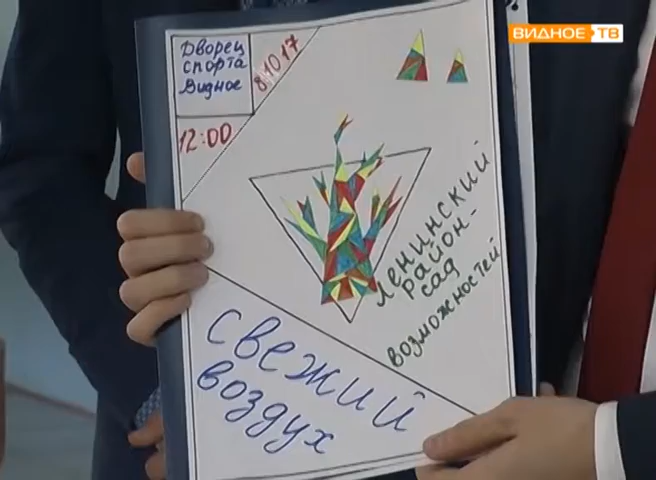 ВИДНОЕ ТВ
Дворец
спорта
Видное
8.10.17
12:00
Ленинский
район-
сад
возможностей
Свежий
воздух